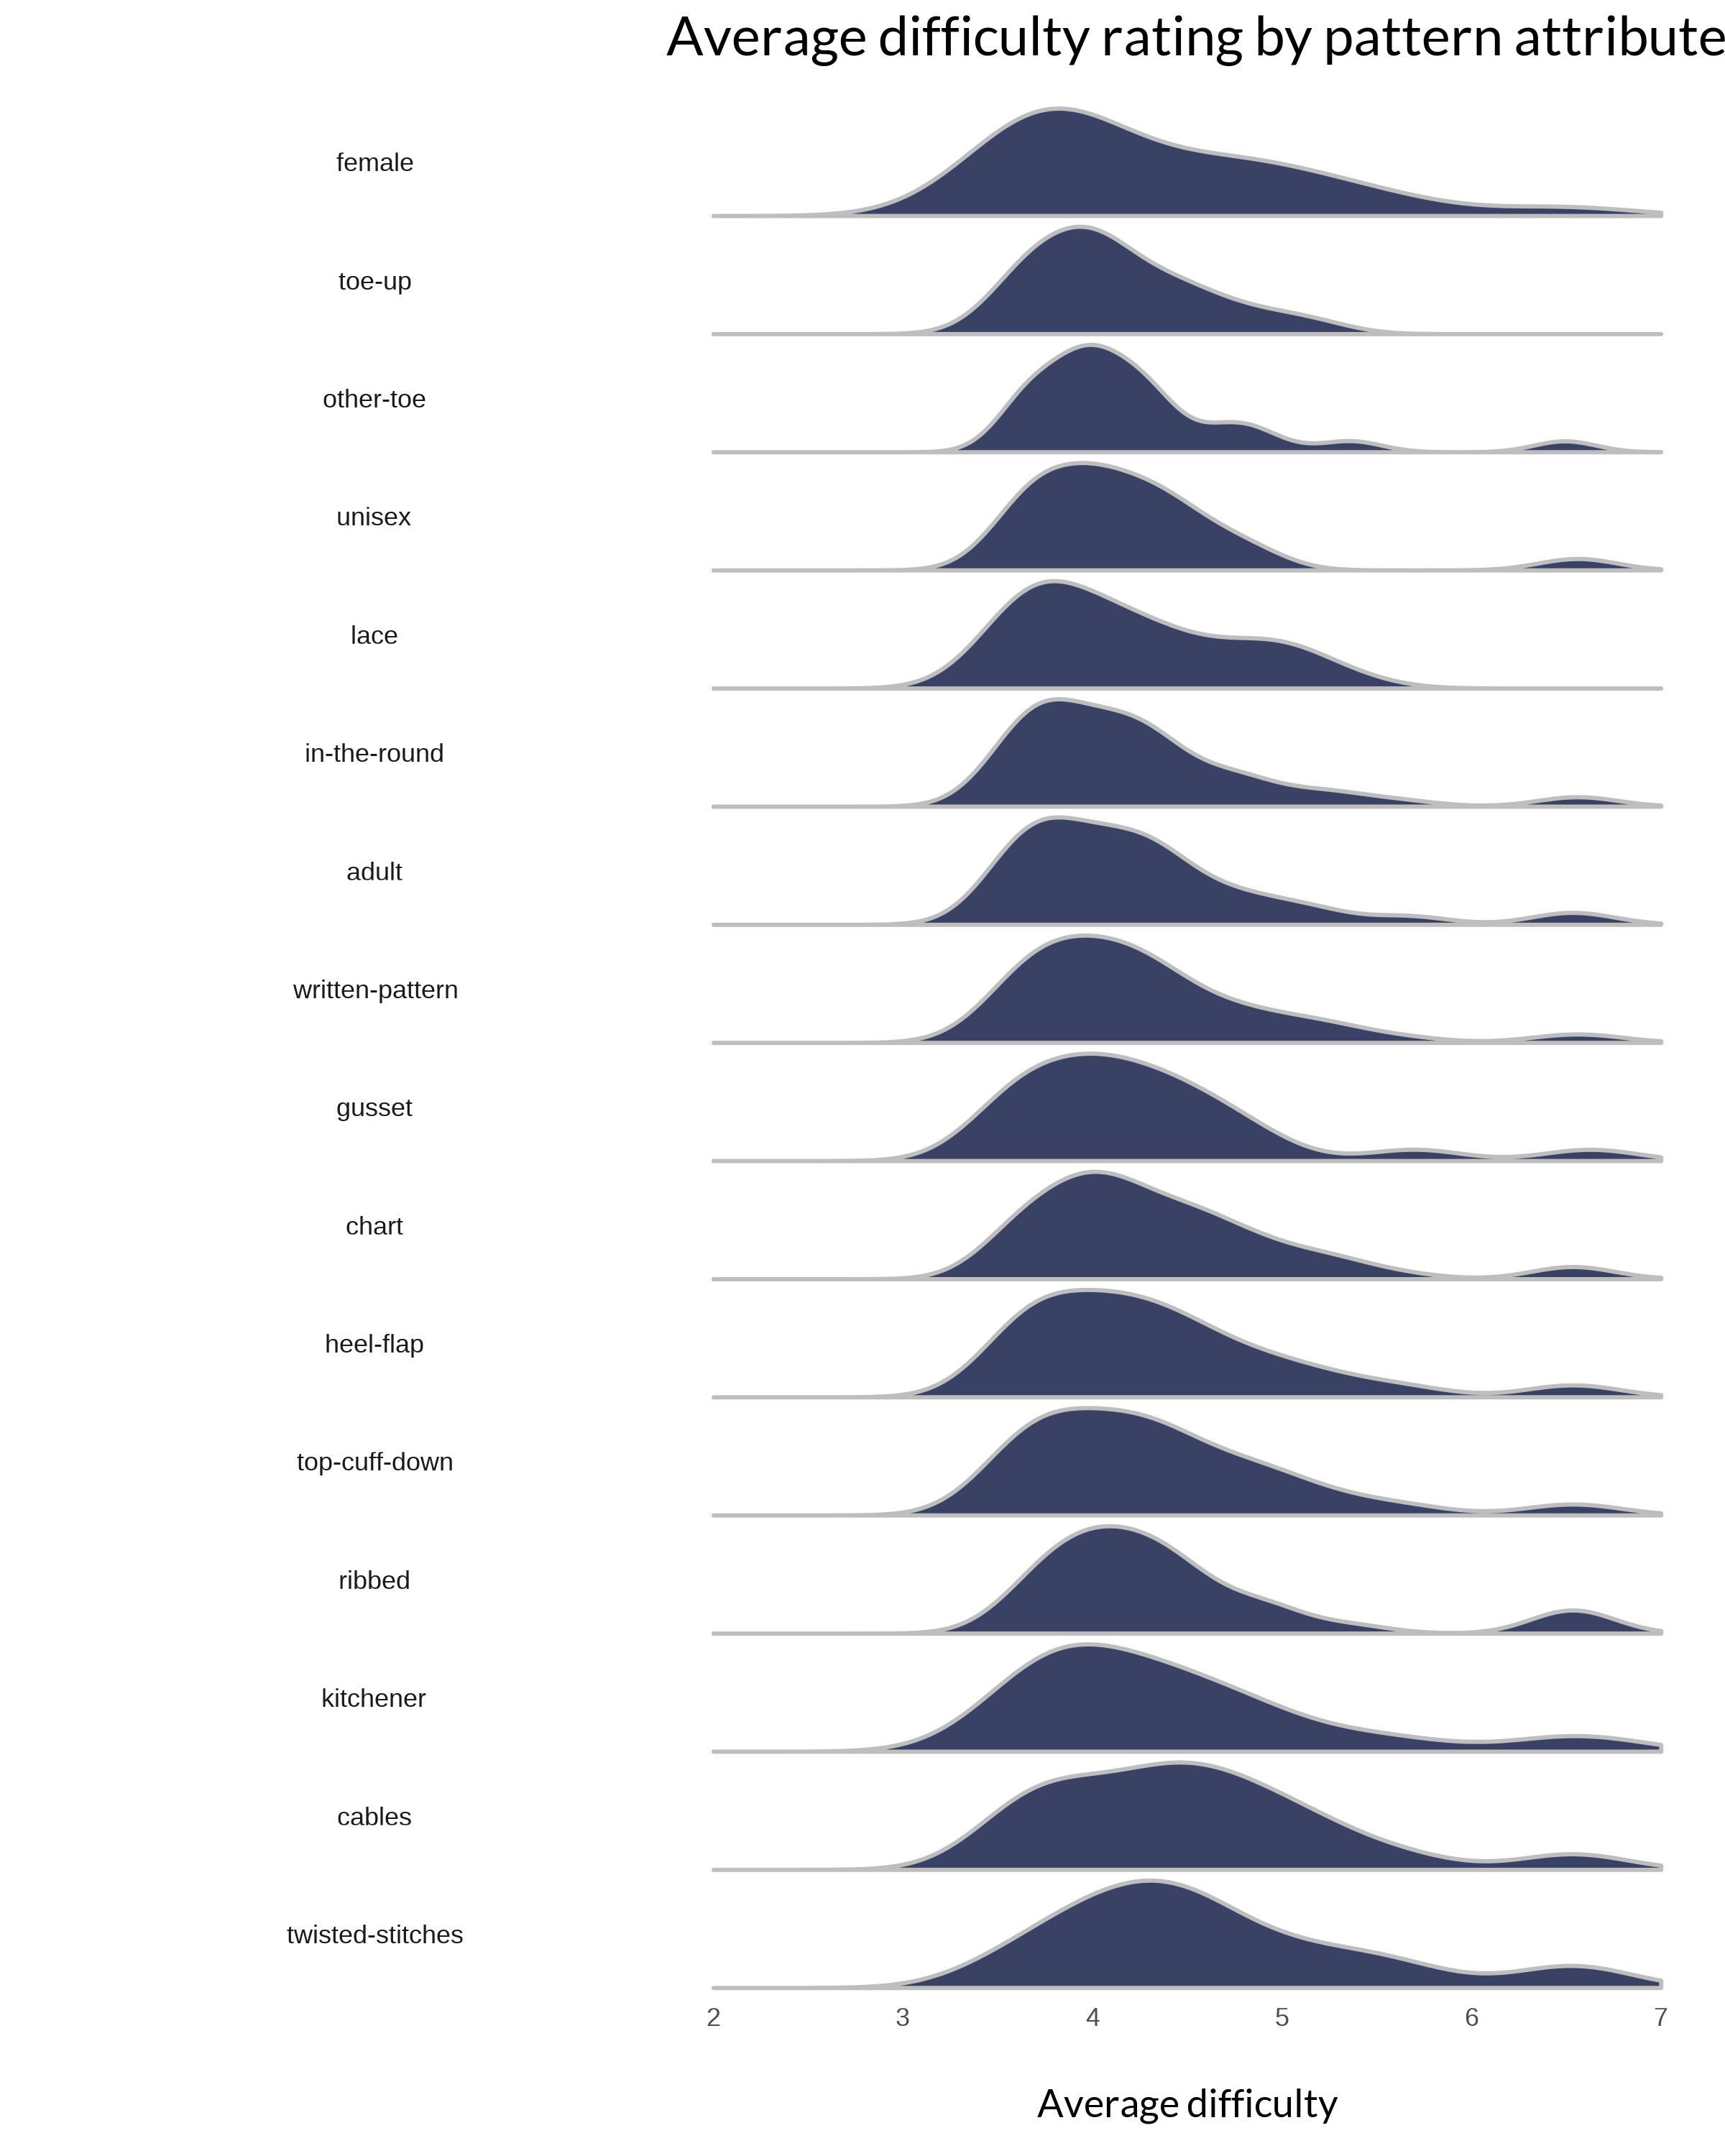 Average difficulty rating by pattern attribute
female
toe-up
other-toe
unisex
lace
in-the-round
adult
written-pattern
gusset
chart
heel-flap
top-cuff-down
ribbed
kitchener
cables
twisted-stitches
2 3 4 5 6 7
Average difficulty